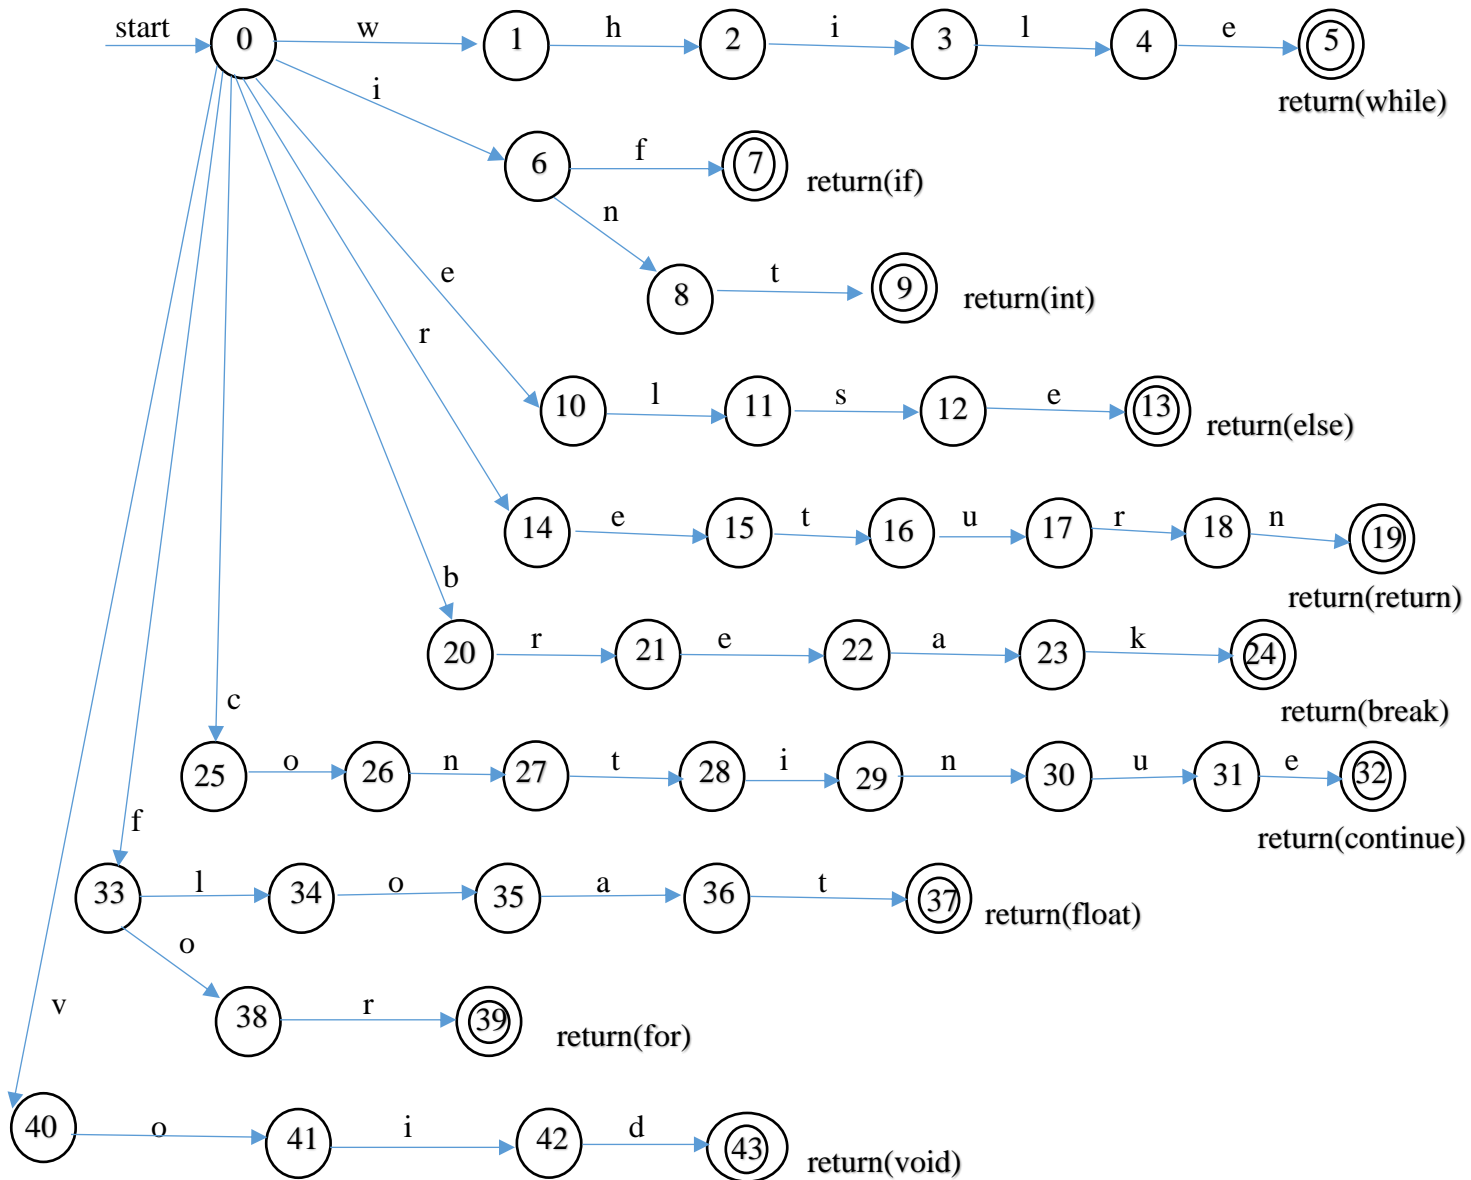 start 0 w 1 h 2 i 3 l 4 e 5
return(while)
i 6 f 7 return(if)
n 8 t 9 return(int)
e 10 l 11 s 12 e 13 return(else)
r 14 e 15 t 16 u 17 r 18 n 19
return(return)
b 20 r 21 e 22 a 23 k 24
return(break)
c 25 o 26 n 27 t 28 i 29 n 30 u 31 e 32
return(continue)
f 33 l 34 o 35 a 36 t 37 return(float)
o 38 r 39 return(for)
v 40 o 41 i 42 d 43 return(void)